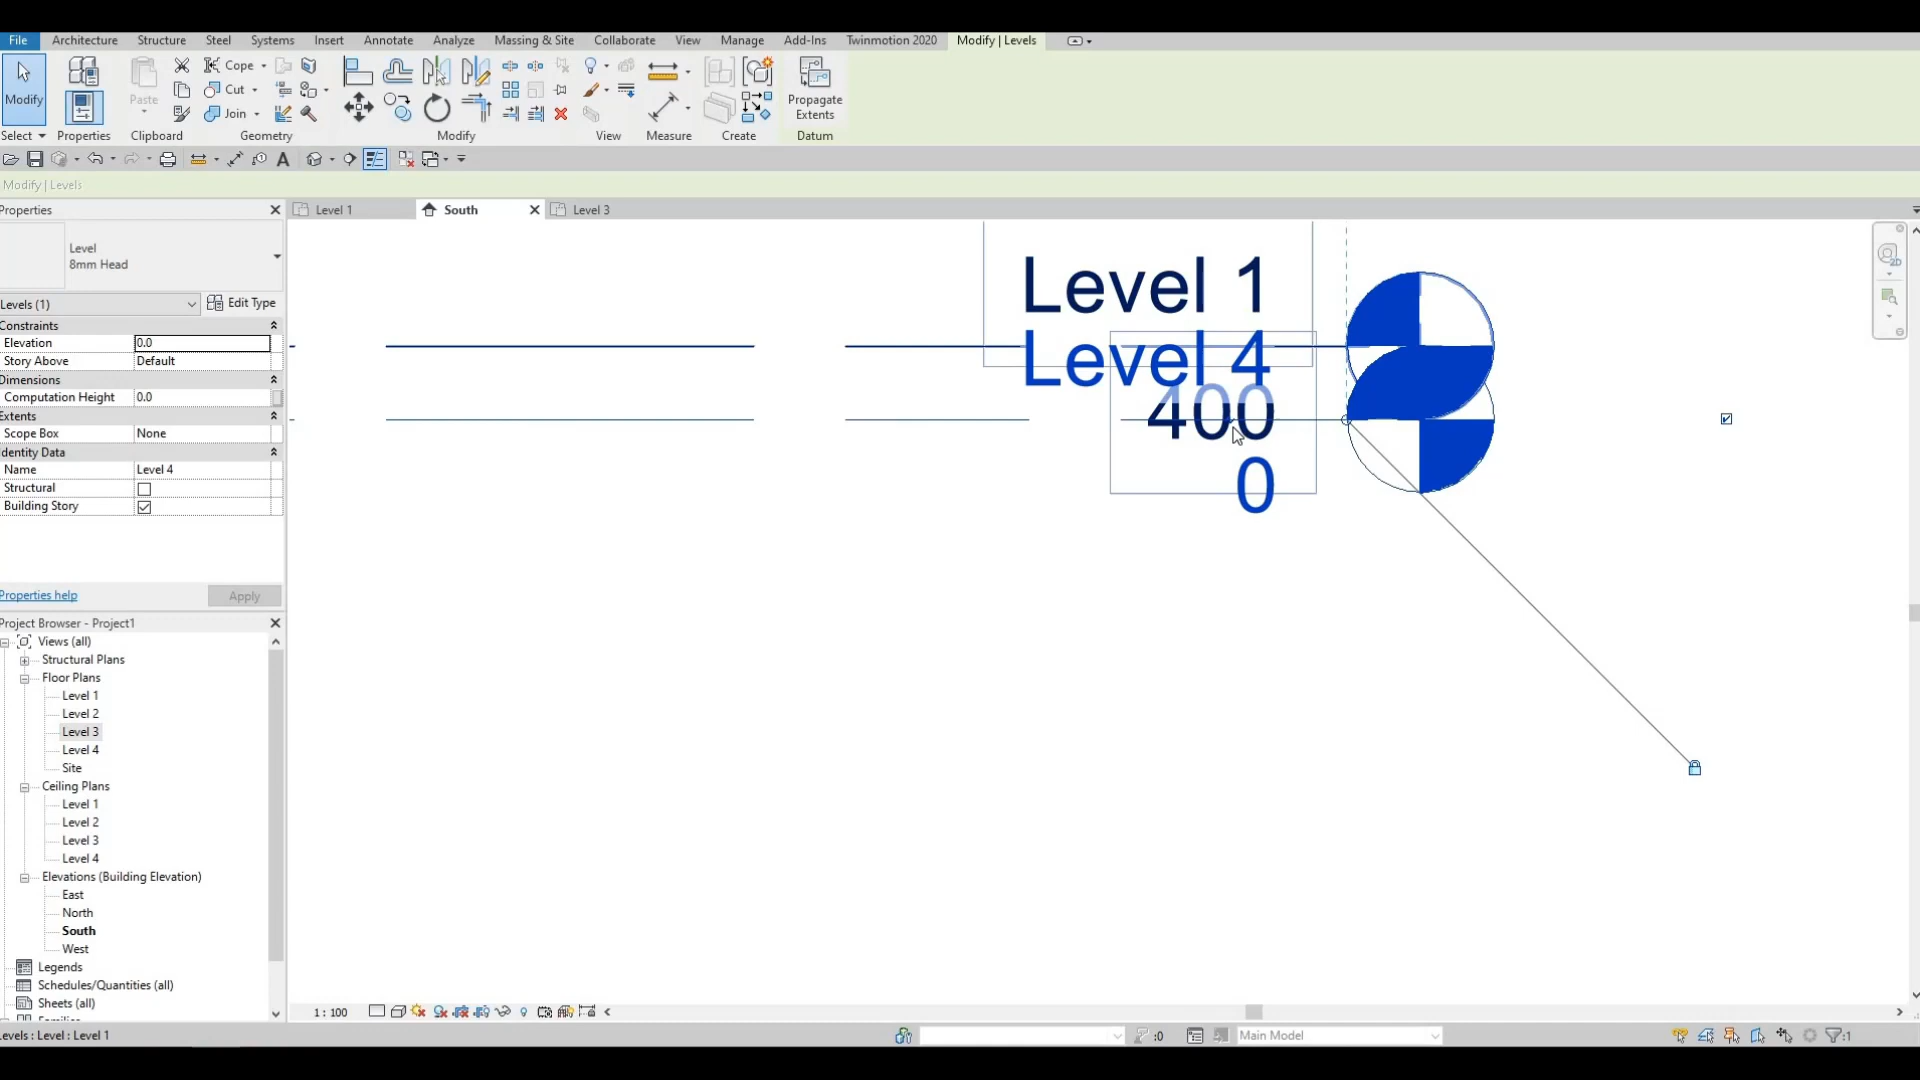 File Architecture Structure Steel Systems Insert Annotate Analyze Massing & Site Collaborate View Manage Add-Ins Twinmotion 2020 Modify | Levels
Modify Paste Cope Cut Join Propagate Extents
Select Properties Clipboard Geometry Modify View Measure Create Datum
Modify | Levels
Properties
Level 1 South Level 3
Level
8mm Head
Levels (1) Edit Type
Constraints
Elevation 0.0
Story Above Default
Dimensions
Computation Height 0.0
Extents
Scope Box None
Identity Data
Name Level 4
Structural
Building Story
Properties help Apply
Project Browser - Project1
Views (all)
Structural Plans
Floor Plans
Level 1
Level 2
Level 3
Level 4
Site
Ceiling Plans
Level 1
Level 2
Level 3
Level 4
Elevations (Building Elevation)
East
North
South
West
Legends
Schedules/Quantities (all)
Sheets (all)
Level 1
Level 4
400
0
1 : 100
Levels : Level : Level 1 :0 Main Model :1